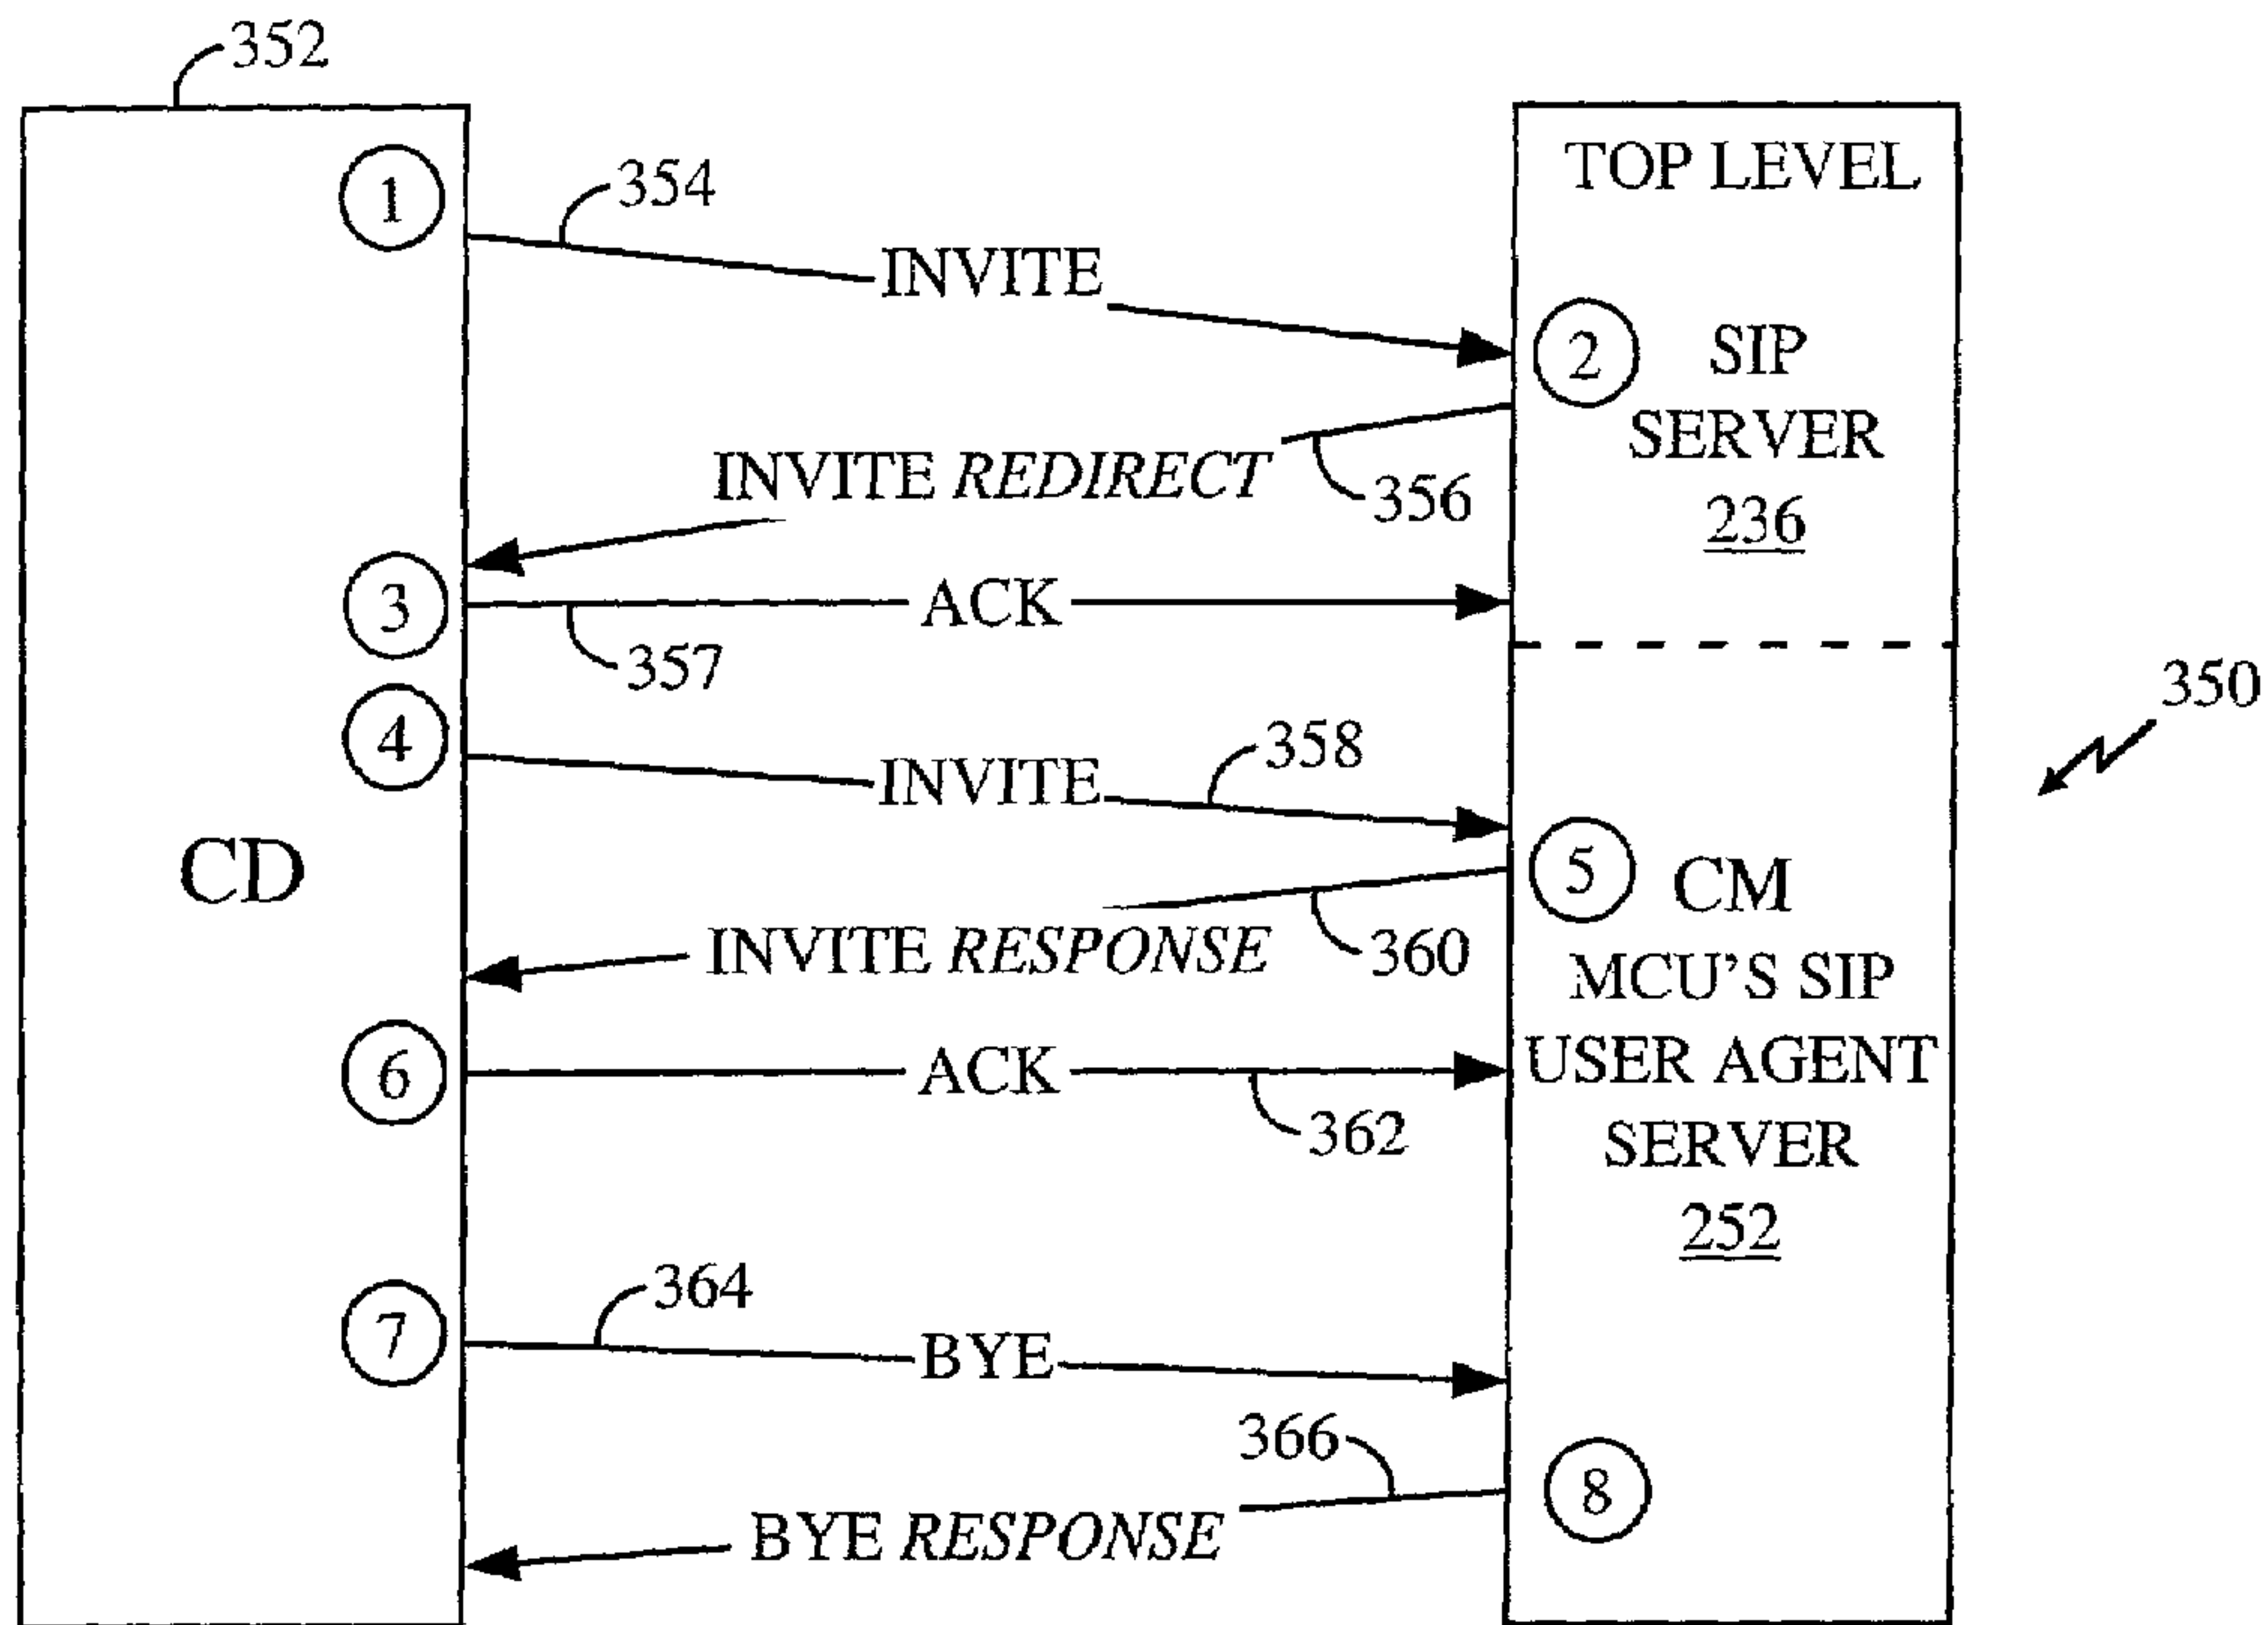 352
TOP LEVEL
1
354
INVITE
2
SIP
SERVER
236
INVITE REDIRECT
356
3
ACK
357
350
4
358
INVITE
5
CM
CD
INVITE RESPONSE
360
MCU'S SIP
USER AGENT
SERVER
252
6
ACK
362
7
364
BYE
366
8
BYE RESPONSE